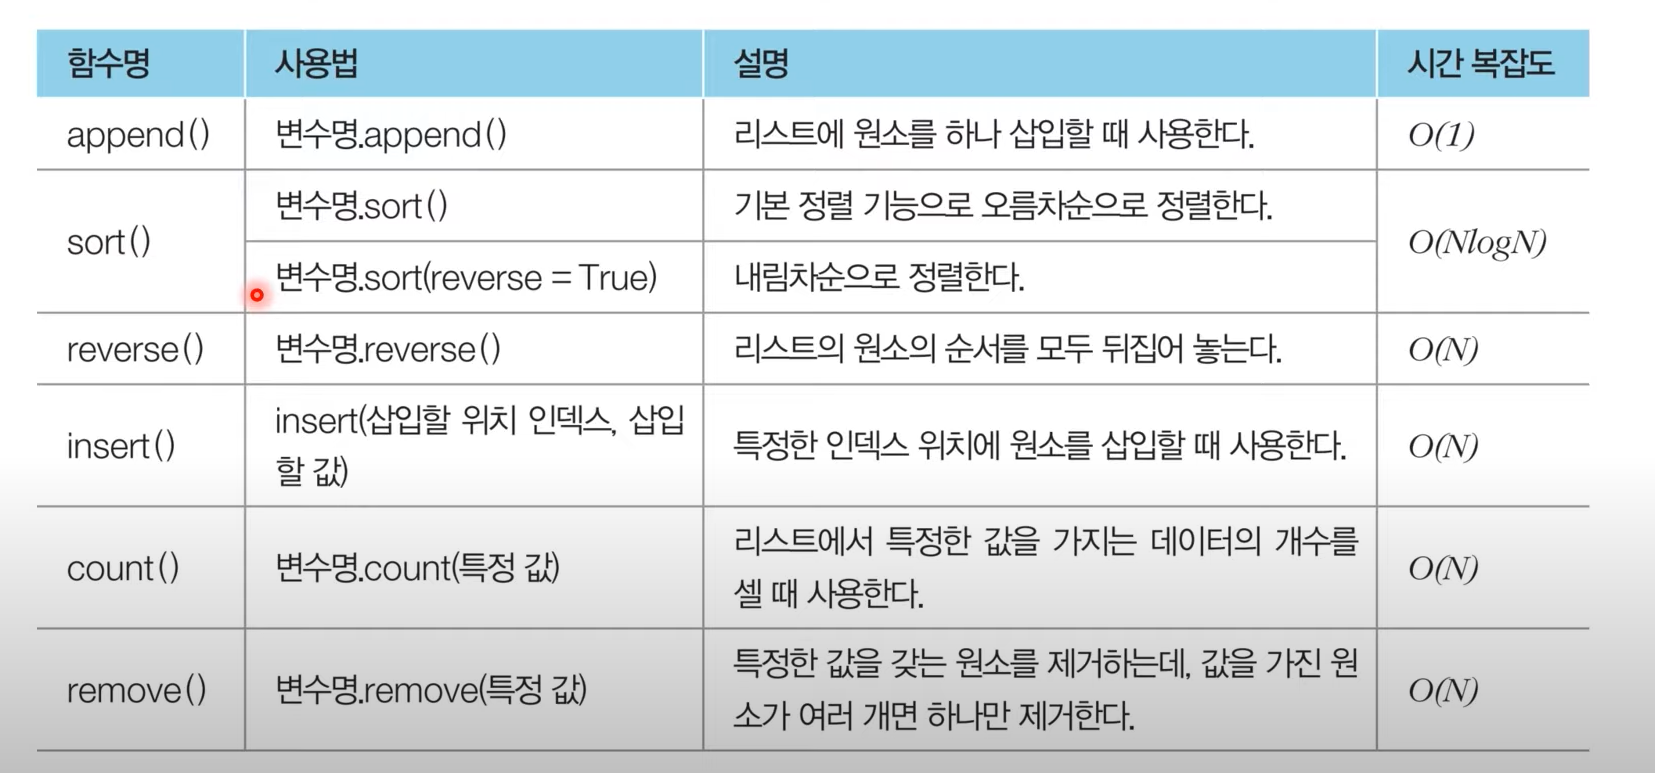 함수명 사용법 설명 시간 복잡도
append() 변수명.append() 리스트에 원소를 하나 삽입할 때 사용한다. O(1)
sort() 변수명.sort() 기본 정렬 기능으로 오름차순으로 정렬한다. O(NlogN)
변수명.sort(reverse = True) 내림차순으로 정렬한다.
reverse() 변수명.reverse() 리스트의 원소의 순서를 모두 뒤집어 놓는다. O(N)
insert() insert(삽입할 위치 인덱스, 삽입
할 값) 특정한 인덱스 위치에 원소를 삽입할 때 사용한다. O(N)
count() 변수명.count(특정 값) 리스트에서 특정한 값을 가지는 데이터의 개수를
셀 때 사용한다. O(N)
remove() 변수명.remove(특정 값) 특정한 값을 갖는 원소를 제거하는데, 값을 가진 원
소가 여러 개면 하나만 제거한다. O(N)